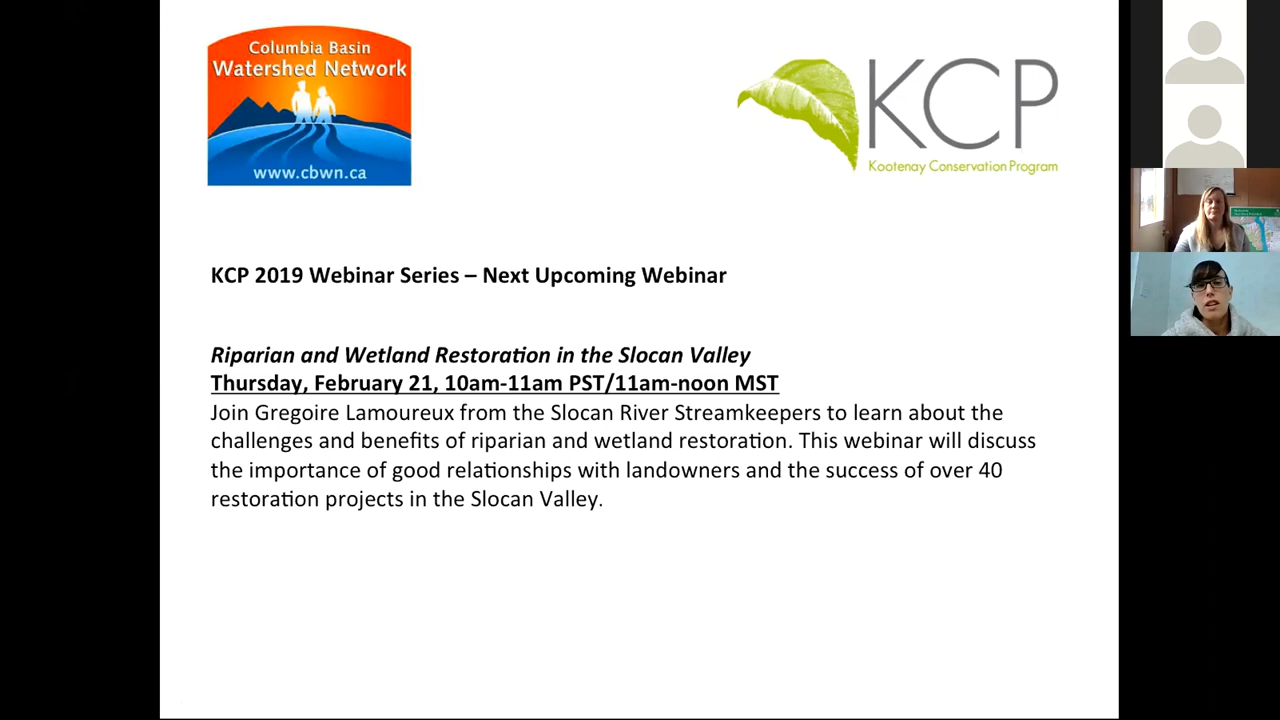 Columbia Basin
Watershed Network
www.cbwn.ca
KCP
Kootenay Conservation Program
KCP 2019 Webinar Series – Next Upcoming Webinar
Riparian and Wetland Restoration in the Slocan Valley
Thursday, February 21, 10am-11am PST/11am-noon MST
Join Gregoire Lamoureux from the Slocan River Streamkeepers to learn about the
challenges and benefits of riparian and wetland restoration. This webinar will discuss
the importance of good relationships with landowners and the success of over 40
restoration projects in the Slocan Valley.